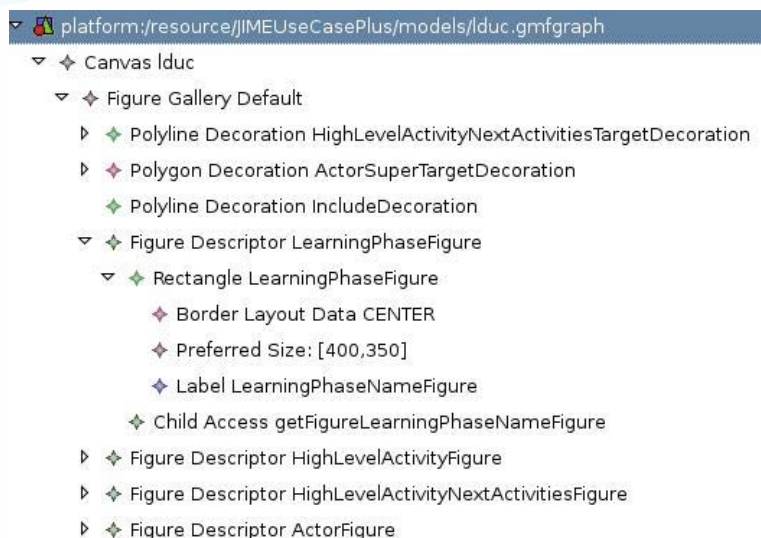 platform:/resource/JIMEUseCasePlus/models/lduc.gmfgraph
Canvas lduc
Figure Gallery Default
Polyline Decoration HighLevelActivityNextActivitiesTargetDecoration
Polygon Decoration ActorSuperTargetDecoration
Polyline Decoration IncludeDecoration
Figure Descriptor LearningPhaseFigure
Rectangle LearningPhaseFigure
Border Layout Data CENTER
Preferred Size: [400,350]
Label LearningPhaseNameFigure
Child Access getFigureLearningPhaseNameFigure
Figure Descriptor HighLevelActivityFigure
Figure Descriptor HighLevelActivityNextActivitiesFigure
Figure Descriptor ActorFigure